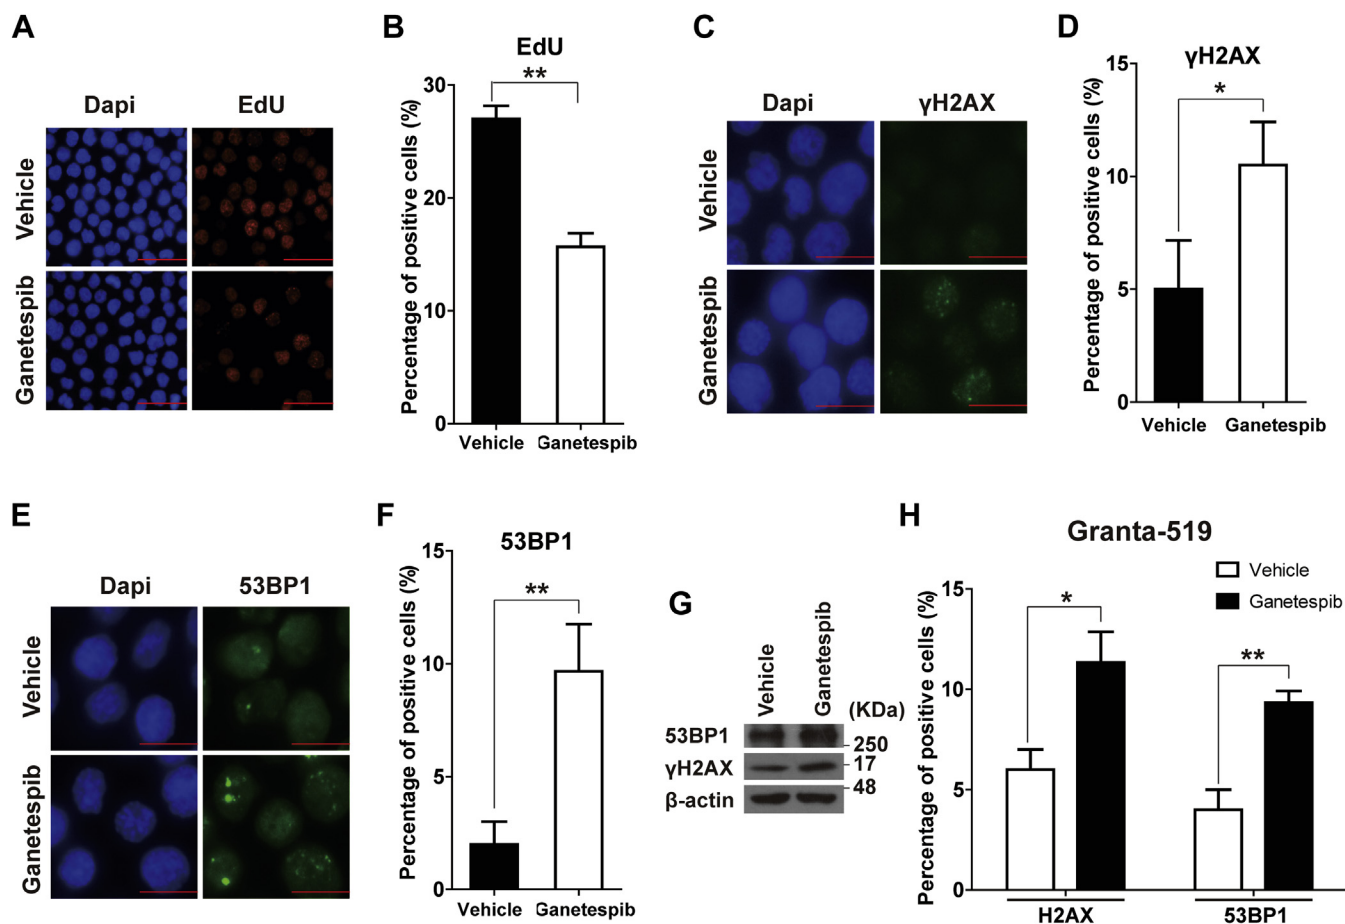 A
Dapi EdU
Vehicle
Ganetespib
B
EdU
**
Percentage of positive cells (%)
30
20
10
0
Vehicle Ganetespib
C
Dapi γH2AX
Vehicle
Ganetespib
D
γH2AX
*
Percentage of positive cells (%)
15
10
5
0
Vehicle Ganetespib
E
Dapi 53BP1
Vehicle
Ganetespib
F
53BP1
**
Percentage of positive cells (%)
15
10
5
0
Vehicle Ganetespib
G
Vehicle
Ganetespib
(KDa)
53BP1
250
γH2AX
17
48
β-actin
H
Granta-519
Vehicle
Ganetespib
*
**
Percentage of positive cells (%)
15
10
5
0
H2AX 53BP1